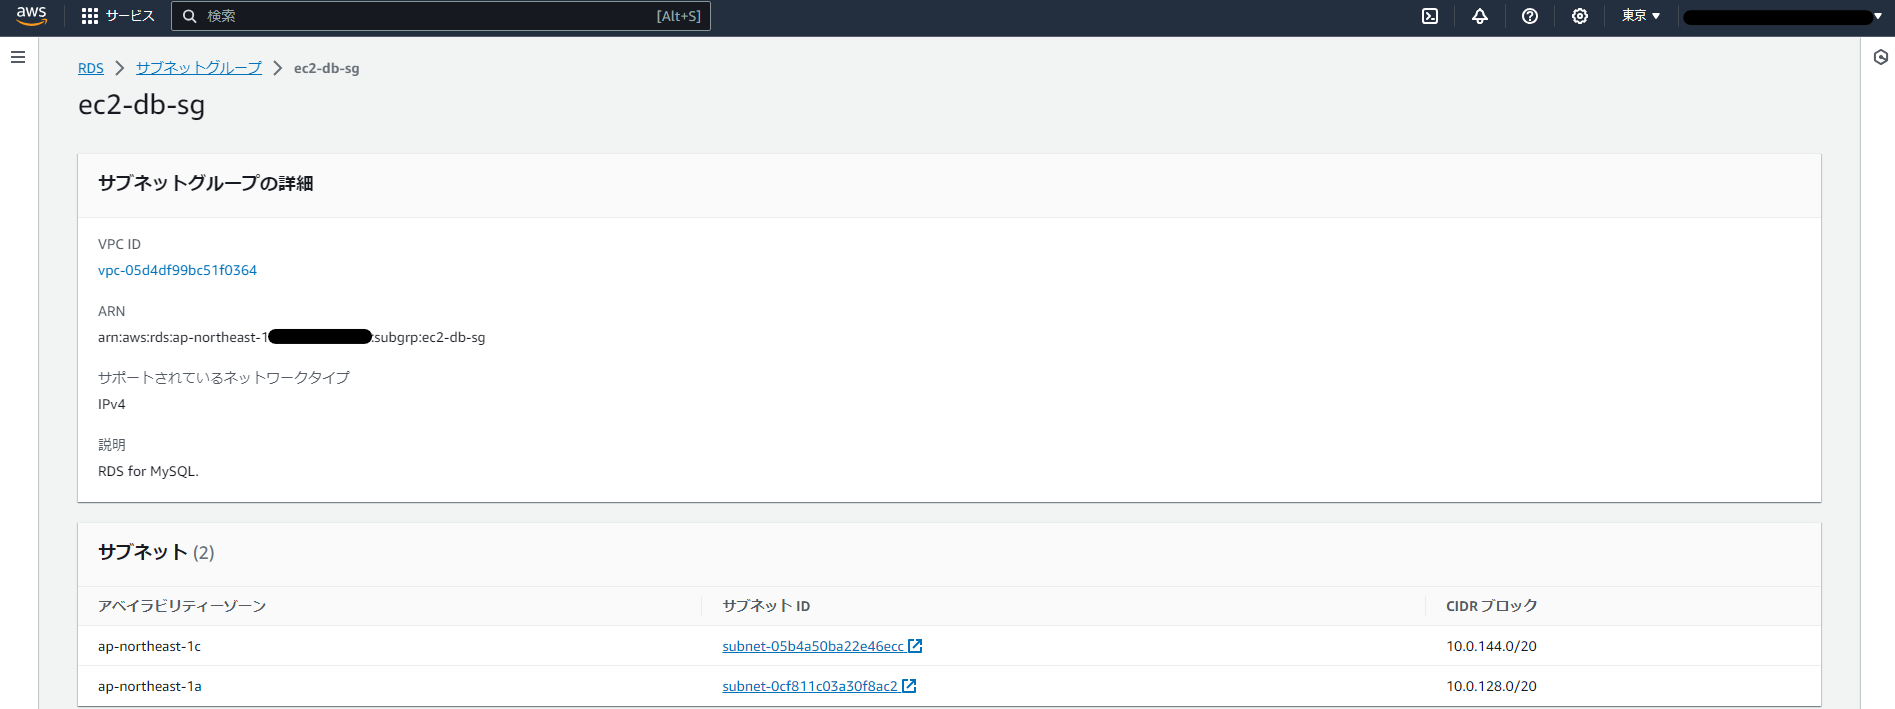 aws サービス 検索 [Alt+S] 東京
RDS サブネットグループ ec2-db-sg
ec2-db-sg
サブネットグループの詳細
VPC ID
vpc-05d4df99bc51f0364
ARN
arn:aws:rds:ap-northeast-1 :subgrp:ec2-db-sg
サポートされているネットワークタイプ
IPv4
説明
RDS for MySQL.
サブネット (2)
アベイラビリティーゾーン サブネット ID CIDR ブロック
ap-northeast-1c subnet-05b4a50ba22e46ecc 10.0.144.0/20
ap-northeast-1a subnet-0cf811c03a30f8ac2 10.0.128.0/20